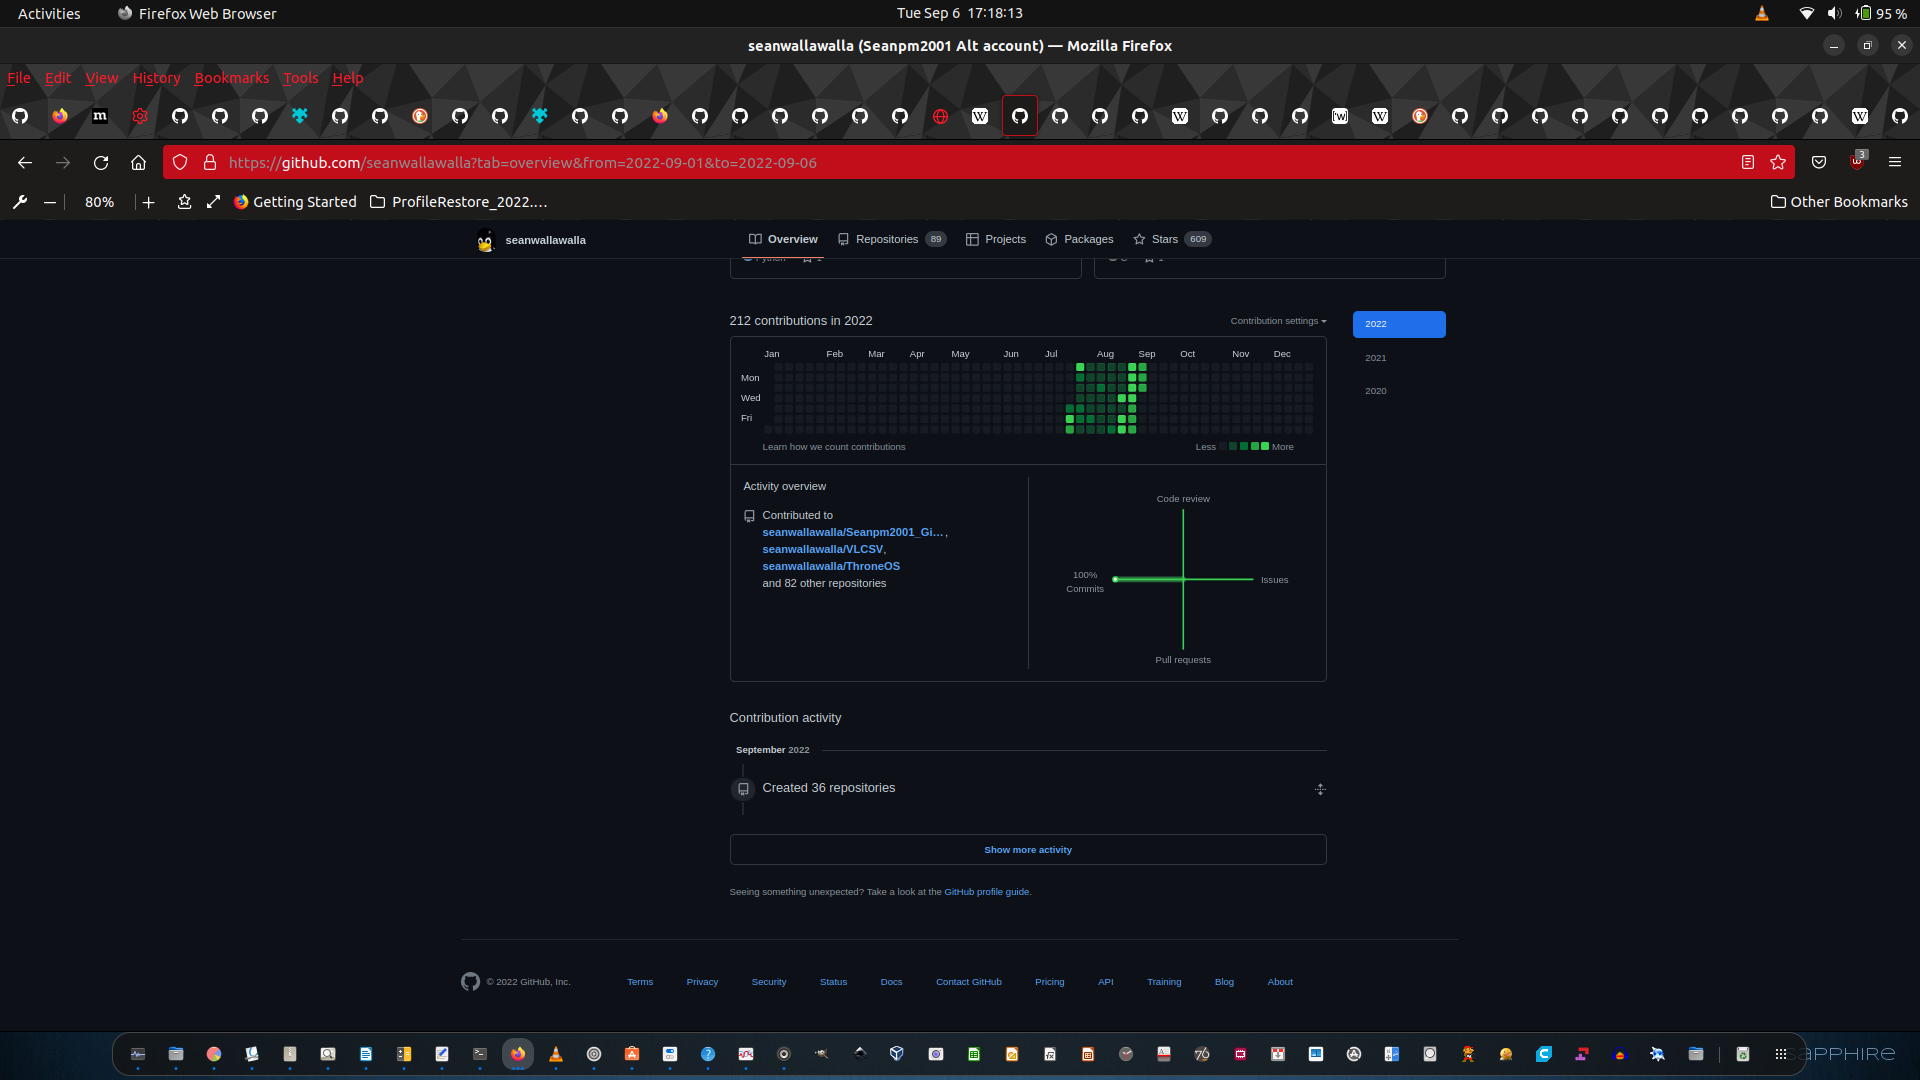 Activities Firefox Web Browser Tue Sep 6 17:18:13 95 %
seanwallawalla (Seanpm2001 Alt account) — Mozilla Firefox
File Edit View History Bookmarks Tools Help
https://github.com/seanwallawalla?tab=overview&from=2022-09-01&to=2022-09-06 3
80% Getting Started ProfileRestore_2022.... Other Bookmarks
seanwallawalla Overview Repositories 89 Projects Packages Stars 609
212 contributions in 2022 Contribution settings 2022
Jan Feb Mar Apr May Jun Jul Aug Sep Oct Nov Dec
2021
Mon
2020
Wed
Fri
Learn how we count contributions Less More
Activity overview
Code review
Contributed to
seanwallawalla/Seanpm2001_Gi… ,
seanwallawalla/VLCSV,
seanwallawalla/ThroneOS
and 82 other repositories
100%
Commits
Issues
Pull requests
Contribution activity
September 2022
Created 36 repositories
Show more activity
Seeing something unexpected? Take a look at the GitHub profile guide.
© 2022 GitHub, Inc. Terms Privacy Security Status Docs Contact GitHub Pricing API Training Blog About
SAPPHIRE